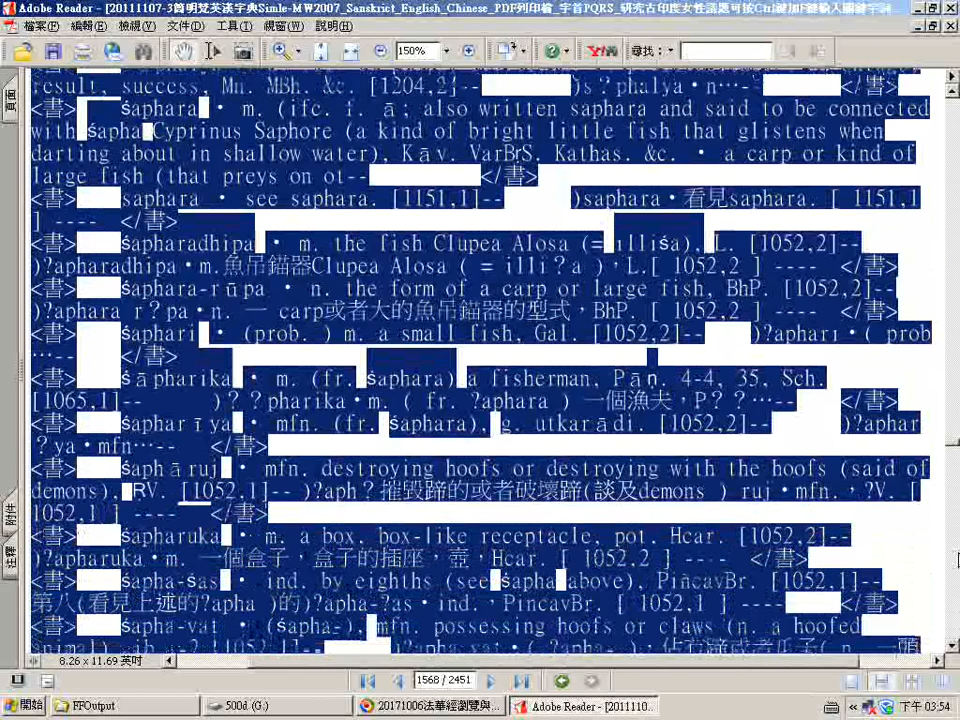 Adobe Reader - [20111107-3簡明梵英漢字典Simle-MW2007_Sanskrit_English_Chinese_PDF列印檔_字首PQRS_研究古印度女性議題可按Ctrl鍵加F鍵輸入關鍵字詞
檔案(F) 編輯(E) 檢視(V) 文件(D) 工具(T) 視窗(W) 說明(H)
150% Y! 尋找:
頁面
附件
注釋
result, success, Mn. MBh. &c. [1204,2]-- )s?phalya·n…-- </書>
<書> śaphara · m. (ifc. f. ā; also written saphara and said to be connected
with śapha Cyprinus Saphore (a kind of bright little fish that glistens when
darting about in shallow water), Kāv. VarBrS. Kathas. &c. · a carp or kind of
large fish (that preys on ot-- </書>
<書> saphara · see saphara. [1151,1]-- )saphara·看見saphara. [ 1151,1
] ---- </書>
<書> śapharadhipa · m. the fish Clupea Alosa (= illiśa), L. [1052,2]--
)?apharadhipa·m.魚吊錨器Clupea Alosa ( = illi?a ),L.[ 1052,2 ] ---- </書>
<書> śaphara-rūpa · n. the form of a carp or large fish, BhP. [1052,2]--
)?aphara r?pa·n. 一 carp或者大的魚吊錨器的型式,BhP. [ 1052,2 ] ---- </書>
<書> śaphari · (prob. ) m. a small fish, Gal. [1052,2]-- )?aphari·( prob
…-- </書>
<書> śāpharika · m. (fr. śaphara) a fisherman, Pāṇ. 4-4, 35, Sch.
[1065,1]-- )??pharika·m.( fr. ?aphara ) 一個漁夫,P??…-- </書>
<書> śapharīya · mfn. (fr. śaphara), g. utkarādi. [1052,2]-- )?aphar
?ya·mfn…-- </書>
<書> śaphāruj · mfn. destroying hoofs or destroying with the hoofs (said of
demons), RV. [1052,1]-- )?aph?摧毀蹄的或者破壞蹄(談及demons ) ruj·mfn.,?V. [
1052,1 ] ---- </書>
<書> śapharuka · m. a box, box-like receptacle, pot. Hcar. [1052,2]--
)?apharuka·m. 一個盒子,盒子的插座,壺,Hcar. [ 1052,2 ] ---- </書>
<書> śapha-śas · ind. by eighths (see śapha above), PiñcavBr. [1052,1]--
第八(看見上述的?apha )的)?apha-?as·ind.,PincavBr. [ 1052,1 ] ---- </書>
<書> śapha-vat · (śapha-), mfn. possessing hoofs or claws (n. a hoofed
8.26 x 11.69 英吋
1568 / 2451
開始 FFOutput 500d (G:) 20171006法華經瀏覽與... Adobe Reader - [2011110... 下午 03:54